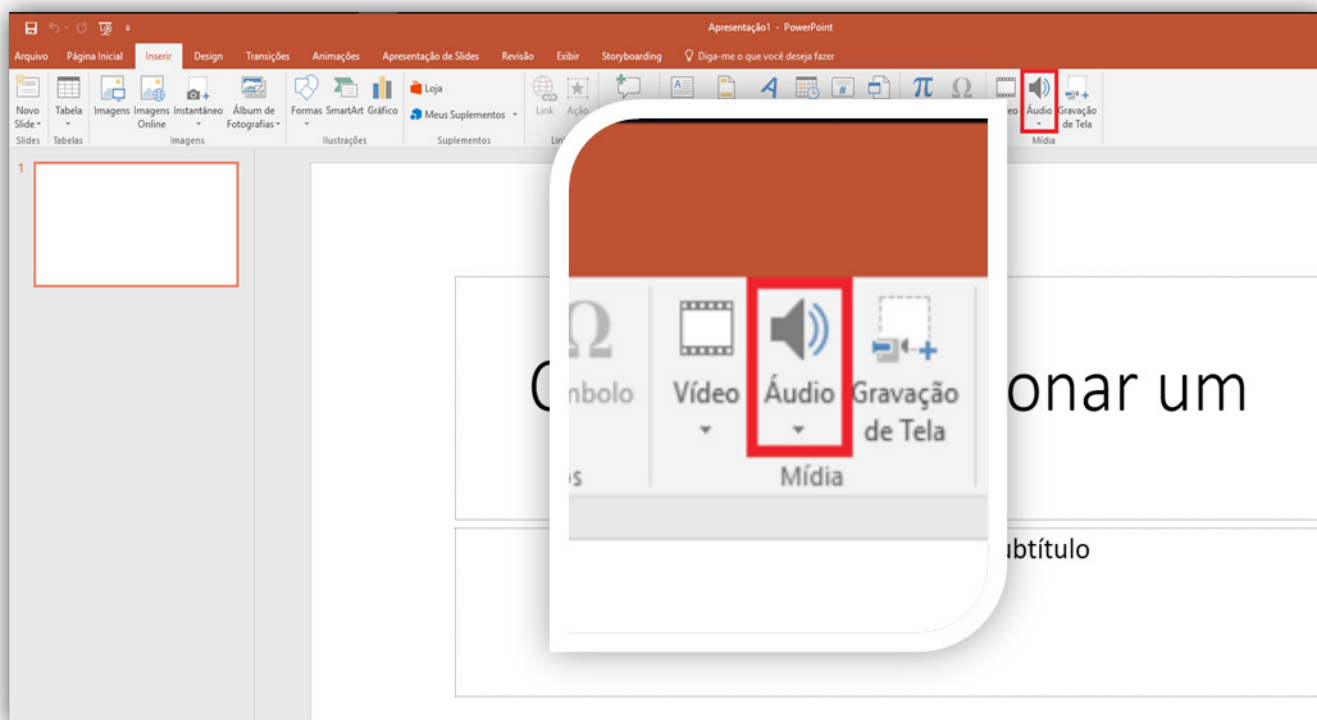 Apresentação1 - PowerPoint
Arquivo Página Inicial Inserir Design Transições Animações Apresentação de Slides Revisão Exibir Storyboarding Diga-me o que você deseja fazer
Novo Slide Tabela Imagens Imagens Online Instantâneo Álbum de Fotografias Formas SmartArt Gráfico Loja Meus Suplementos Link Ação Áudio Gravação de Tela
Slides Tabelas Imagens Ilustrações Suplementos Mídia
1
Vídeo Áudio Gravação
de Tela
Mídia
onar um
ubtítulo